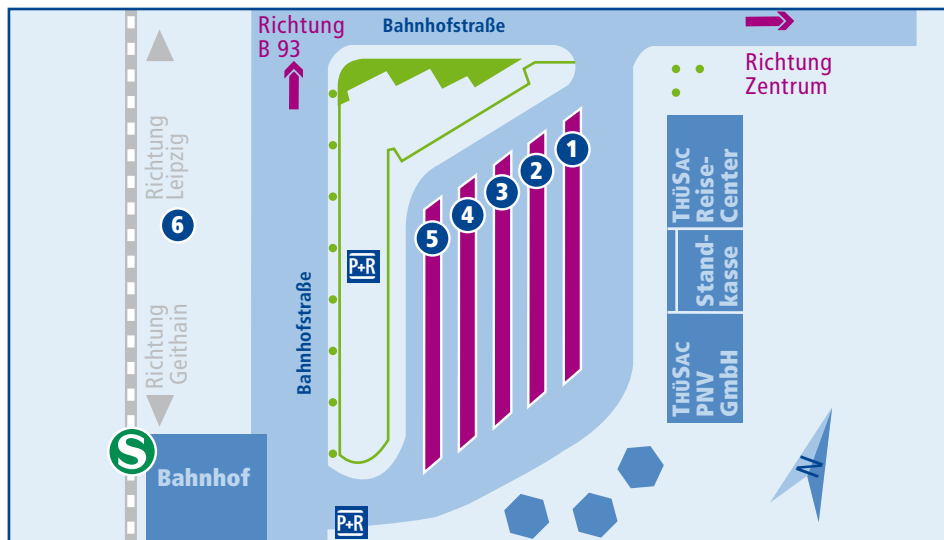 Richtung
B 93
Bahnhofstraße
Richtung
Zentrum
Richtung
Leipzig
6
Richtung
Geithain
S
Bahnhof
Bahnhofstraße
P+R
P+R
1
2
3
4
5
THÜSAC
Reise-
Center
Stand-
kasse
THÜSAC
PNV
GmbH
N